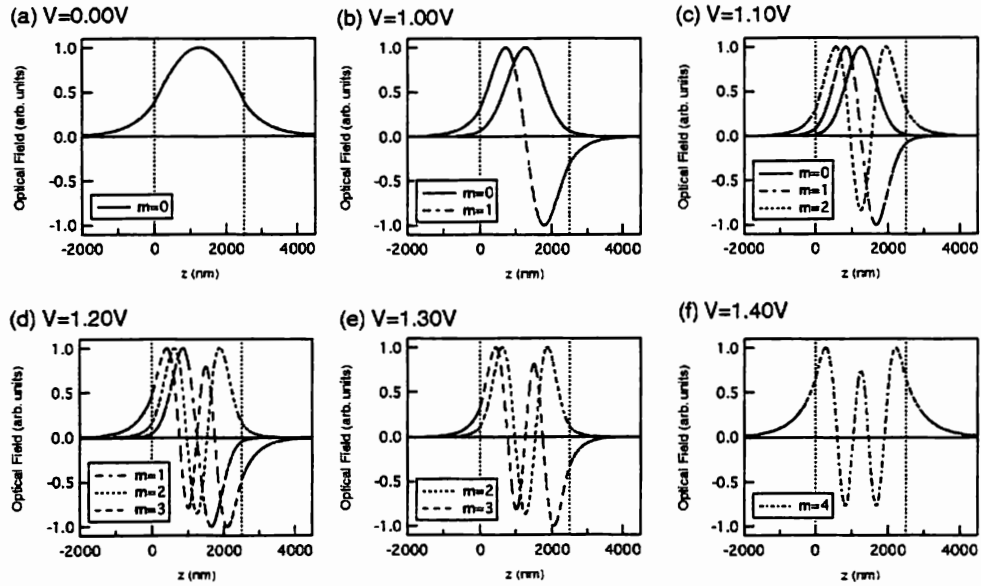 (a) V=0.00V
(b) V=1.00V
(c) V=1.10V
Optical Field (arb. units)
1.0
0.5
0.0
-0.5
-1.0
m=0
-2000 0 2000 4000
z (nm)
Optical Field (arb. units)
1.0
0.5
0.0
-0.5
-1.0
m=0
m=1
-2000 0 2000 4000
z (nm)
Optical Field (arb. units)
1.0
0.5
0.0
-0.5
-1.0
m=0
m=1
m=2
-2000 0 2000 4000
z (nm)
(d) V=1.20V
(e) V=1.30V
(f) V=1.40V
Optical Field (arb. units)
1.0
0.5
0.0
-0.5
-1.0
m=1
m=2
m=3
-2000 0 2000 4000
z (nm)
Optical Field (arb. units)
1.0
0.5
0.0
-0.5
-1.0
m=2
m=3
-2000 0 2000 4000
z (nm)
Optical Field (arb. units)
1.0
0.5
0.0
-0.5
-1.0
m=4
-2000 0 2000 4000
z (nm)